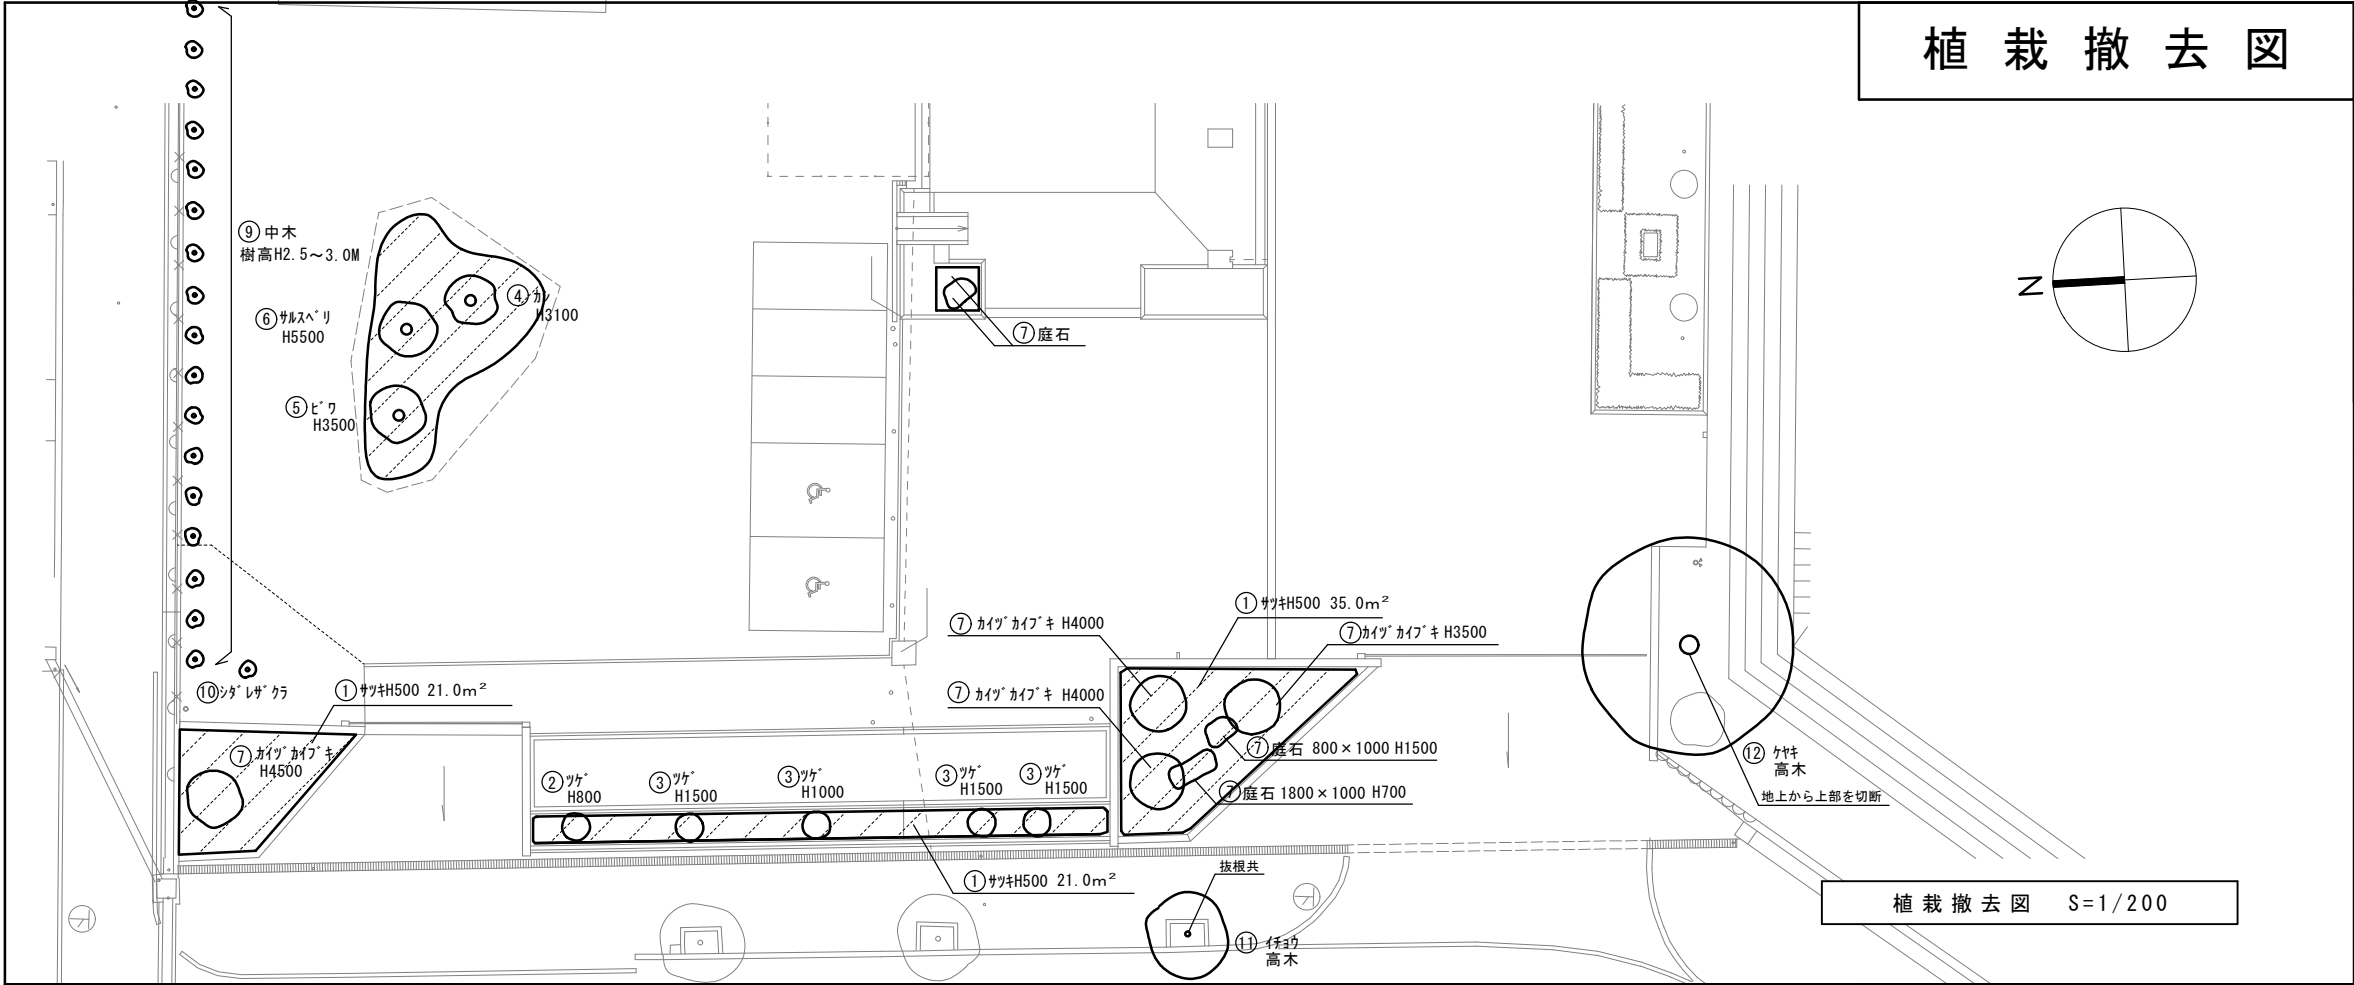 植栽撤去図
N
⑨中木
樹高H2.5～3.0M
⑥ｻﾙｽﾍﾞﾘ
H5500
④ｶﾝ
H3100
⑤ﾋﾞﾜ
H3500
⑦庭石
⑩ｼﾀﾞﾚｻﾞｸﾗ
①ｻﾂｷH500 21.0m²
⑦ｶｲﾂﾞｶｲﾌﾞｷ
H4500
②ﾂｹﾞ
H800
③ﾂｹﾞ
H1500
③ﾂｹﾞ
H1000
③ﾂｹﾞ
H1500
③ﾂｹﾞ
H1500
①ｻﾂｷH500 21.0m²
⑦ｶｲﾂﾞｶｲﾌﾞｷ H4000
⑦ｶｲﾂﾞｶｲﾌﾞｷ H4000
①ｻﾂｷH500 35.0m²
⑦ｶｲﾂﾞｶｲﾌﾞｷ H3500
⑦庭石 800×1000 H1500
⑦庭石 1800×1000 H700
⑫ｹﾔｷ
高木
地上から上部を切断
抜根共
⑪ｲﾁｮｳ
高木
植栽撤去図 S=1/200